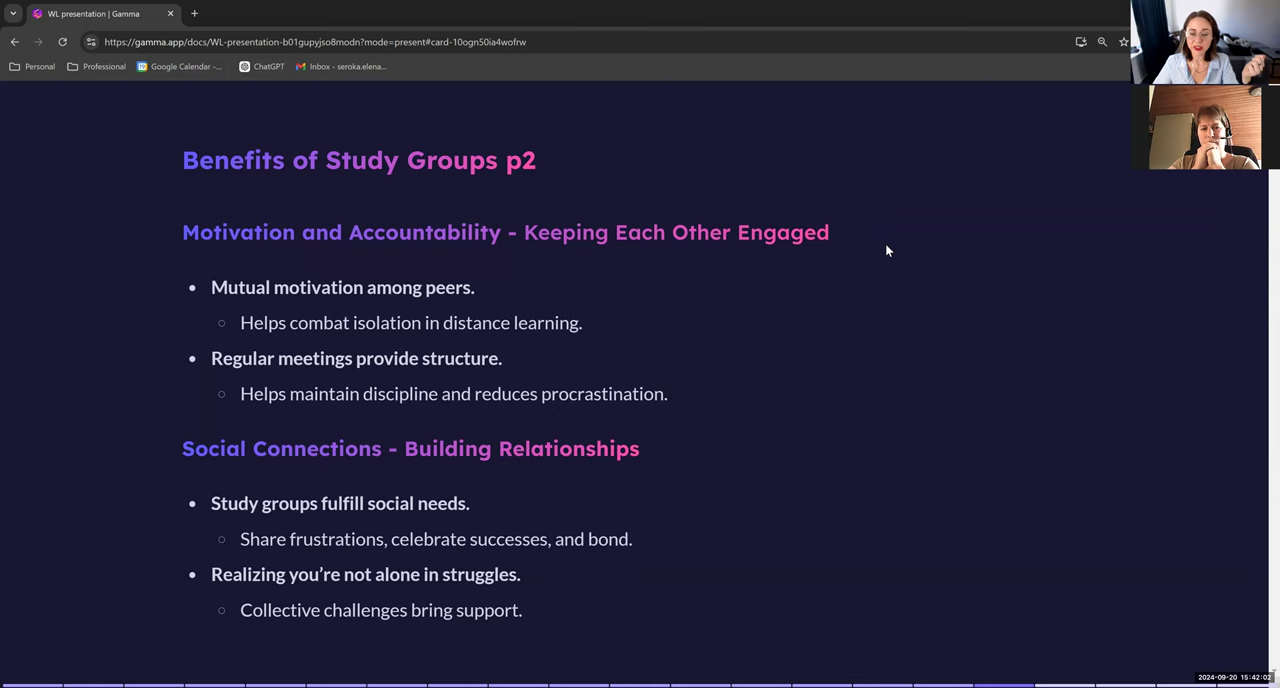 WL presentation | Gamma
https://gamma.app/docs/WL-presentation-b01gupyjso8modn?mode=present#card-10ogn50ia4wofrw
Personal
Professional
Google Calendar -...
ChatGPT
Inbox - seroka.elena...
Benefits of Study Groups p2
Motivation and Accountability - Keeping Each Other Engaged
• Mutual motivation among peers.
○ Helps combat isolation in distance learning.
• Regular meetings provide structure.
○ Helps maintain discipline and reduces procrastination.
Social Connections - Building Relationships
• Study groups fulfill social needs.
○ Share frustrations, celebrate successes, and bond.
• Realizing you’re not alone in struggles.
○ Collective challenges bring support.
2024-09-20 15:42:02